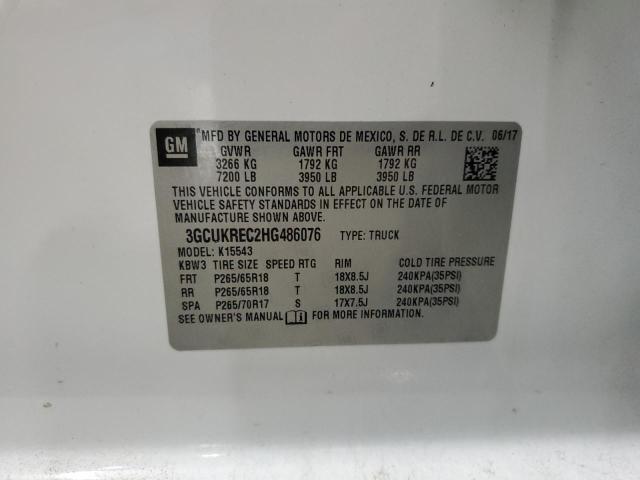 GM MFD BY GENERAL MOTORS DE MEXICO, S. DE R.L. DE C.V. 06/17
GVWR GAWR FRT GAWR RR
3266 KG 1792 KG 1792 KG
7200 LB 3950 LB 3950 LB
THIS VEHICLE CONFORMS TO ALL APPLICABLE U.S. FEDERAL MOTOR
VEHICLE SAFETY STANDARDS IN EFFECT ON THE DATE OF
MANUFACTURE SHOWN ABOVE.
3GCUKREC2HG486076 TYPE: TRUCK
MODEL: K15543
KBW3 TIRE SIZE SPEED RTG RIM COLD TIRE PRESSURE
FRT P265/65R18 T 18X8.5J 240KPA(35PSI)
RR P265/65R18 T 18X8.5J 240KPA(35PSI)
SPA P265/70R17 S 17X7.5J 240KPA(35PSI)
SEE OWNER'S MANUAL FOR MORE INFORMATION.